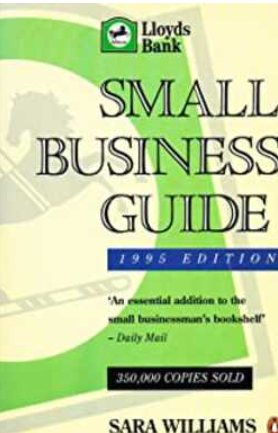 Lloyds
Bank
SMALL
BUSINESS
GUIDE
1995 EDITION
'An essential addition to the
small businessman's bookshelf'
– Daily Mail
350,000 COPIES SOLD
SARA WILLIAMS